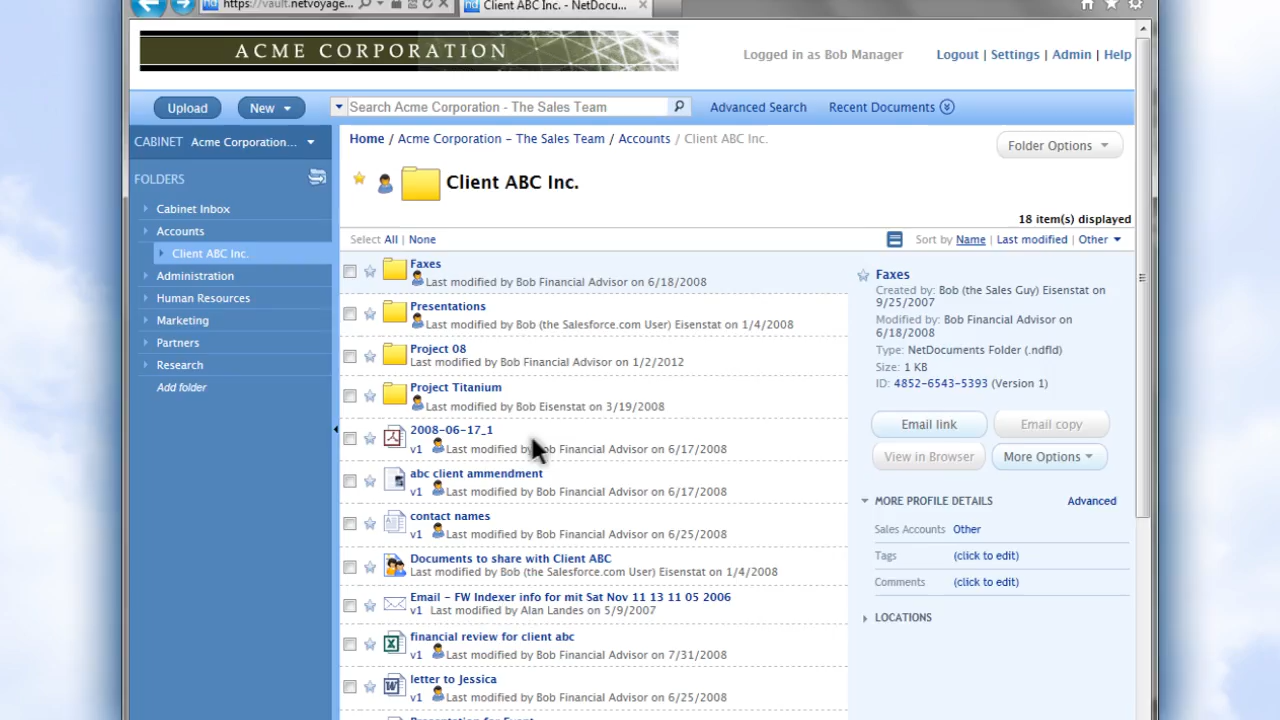 https://vault.netvoyage...
Client ABC Inc. - NetDocu...
ACME CORPORATION
Logged in as Bob Manager
Logout | Settings | Admin | Help
Upload
New
Search Acme Corporation - The Sales Team
Advanced Search
Recent Documents
CABINET Acme Corporation...
Home / Acme Corporation - The Sales Team / Accounts / Client ABC Inc.
Folder Options
FOLDERS
Cabinet Inbox
Accounts
Client ABC Inc.
Administration
Human Resources
Marketing
Partners
Research
Add folder
Client ABC Inc.
18 item(s) displayed
Select All | None
Sort by Name | Last modified | Other
Faxes
Last modified by Bob Financial Advisor on 6/18/2008
Presentations
Last modified by Bob (the Salesforce.com User) Eisenstat on 1/4/2008
Project 08
Last modified by Bob Financial Advisor on 1/2/2012
Project Titanium
Last modified by Bob Eisenstat on 3/19/2008
2008-06-17_1
v1 Last modified by Bob Financial Advisor on 6/17/2008
abc client ammendment
v1 Last modified by Bob Financial Advisor on 6/17/2008
contact names
v1 Last modified by Bob Financial Advisor on 6/25/2008
Documents to share with Client ABC
Last modified by Bob (the Salesforce.com User) Eisenstat on 1/4/2008
Email - FW Indexer info for mit Sat Nov 11 13 11 05 2006
v1 Last modified by Alan Landes on 5/9/2007
financial review for client abc
v1 Last modified by Bob Financial Advisor on 7/31/2008
letter to Jessica
v1 Last modified by Bob Financial Advisor on 6/25/2008
Presentation for Event
Faxes
Created by: Bob (the Sales Guy) Eisenstat on
9/25/2007
Modified by: Bob Financial Advisor on
6/18/2008
Type: NetDocuments Folder (.ndfld)
Size: 1 KB
ID: 4852-6543-5393 (Version 1)
Email link
Email copy
View in Browser
More Options
MORE PROFILE DETAILS
Advanced
Sales Accounts Other
Tags (click to edit)
Comments (click to edit)
LOCATIONS